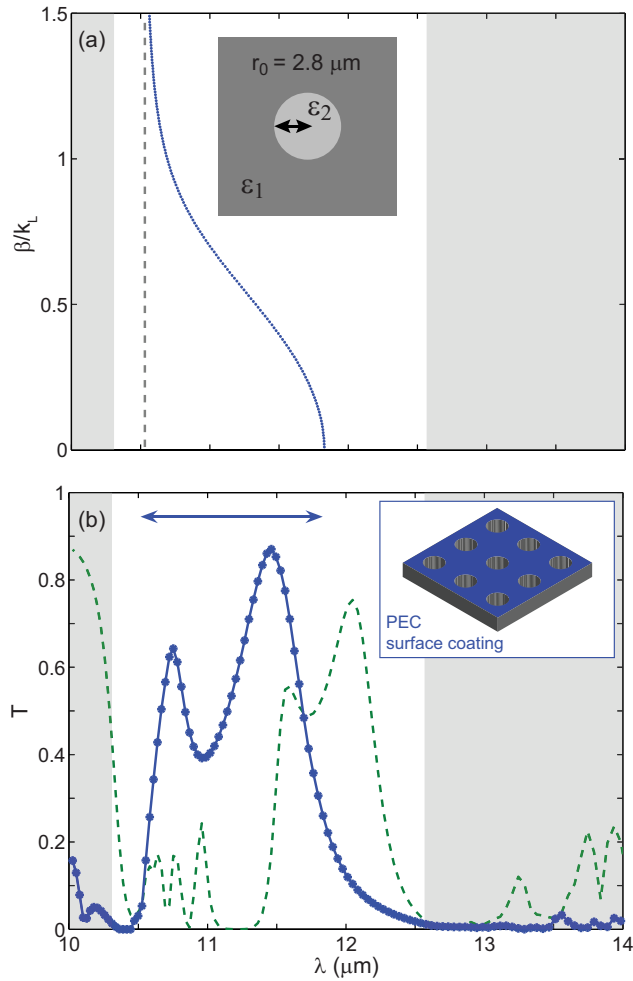 1.5
(a)
r₀ = 2.8 μm
ε₂
ε₁
1
β/k_L
0.5
0
1
(b)
0.8
0.6
T
0.4
0.2
0
PEC
surface coating
10 11 12 13 14
λ (μm)